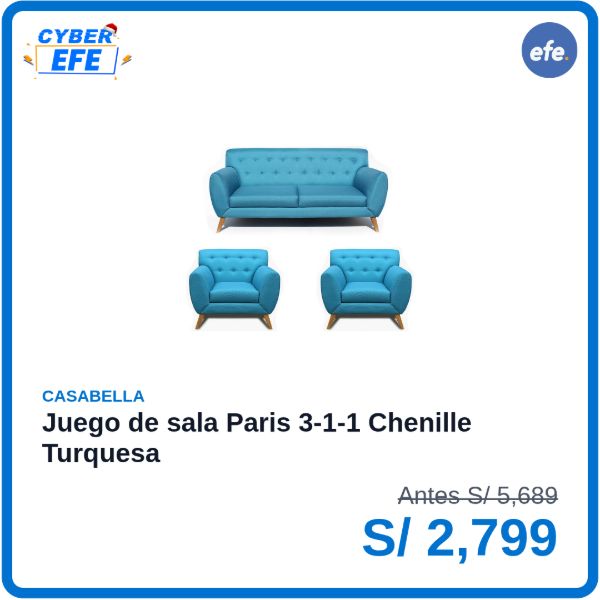 CYBER
EFE
efe.
CASABELLA
Juego de sala Paris 3-1-1 Chenille
Turquesa
Antes S/ 5,689
S/ 2,799